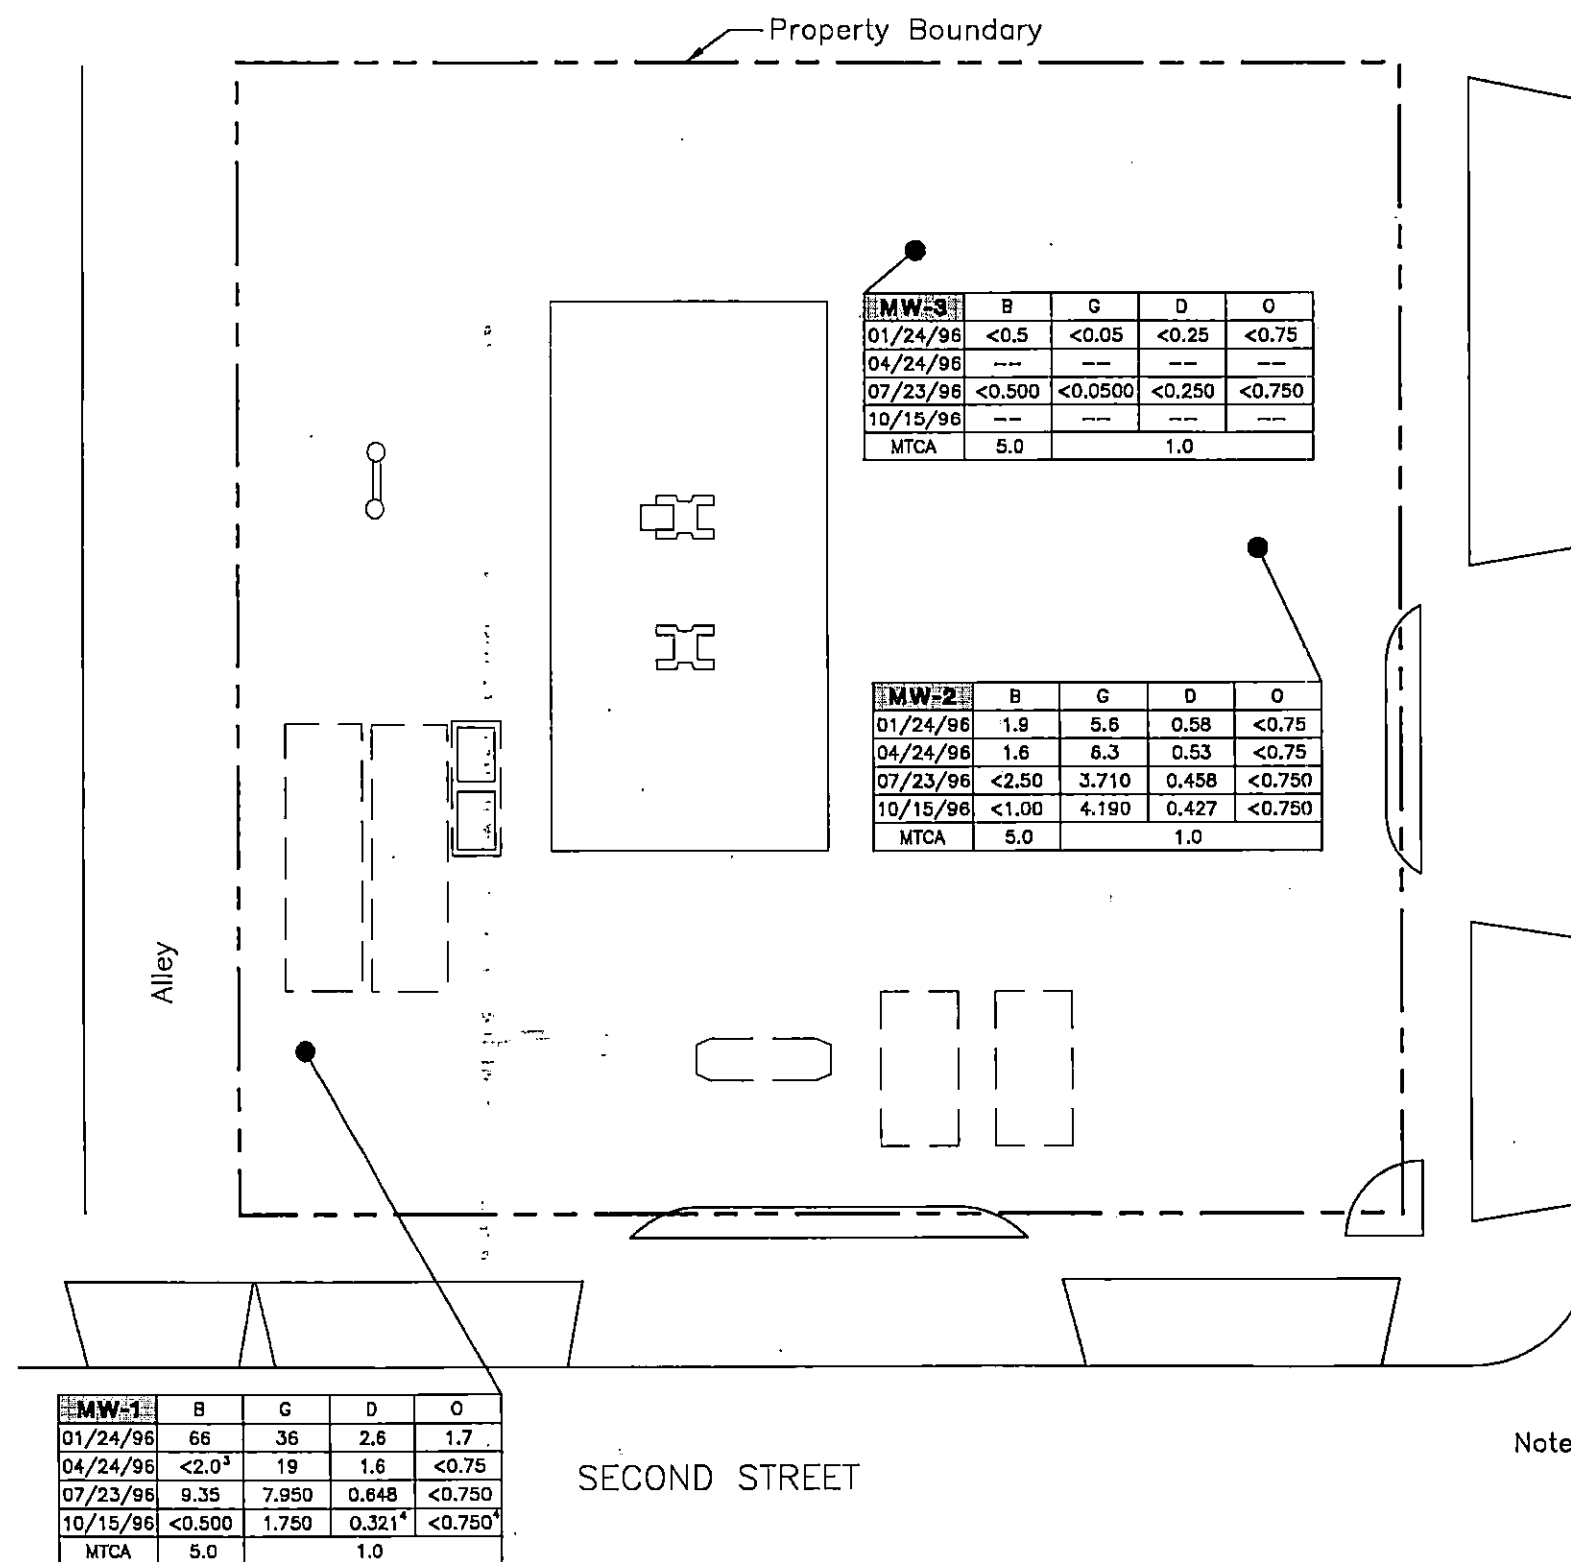 Property Boundary
MW-3 B G D O
01/24/96 <0.5 <0.05 <0.25 <0.75
04/24/96 -- -- -- --
07/23/96 <0.500 <0.0500 <0.250 <0.750
10/15/96 -- -- -- --
MTCA 5.0 1.0
MW-2 B G D O
01/24/96 1.9 5.6 0.58 <0.75
04/24/96 1.6 6.3 0.53 <0.75
07/23/96 <2.50 3.710 0.458 <0.750
10/15/96 <1.00 4.190 0.427 <0.750
MTCA 5.0 1.0
Alley
MW-1 B G D O
01/24/96 66 36 2.6 1.7
04/24/96 <2.0³ 19 1.6 <0.75
07/23/96 9.35 7.950 0.648 <0.750
10/15/96 <0.500 1.750 0.321⁴ <0.750⁴
MTCA 5.0 1.0
SECOND STREET
Note